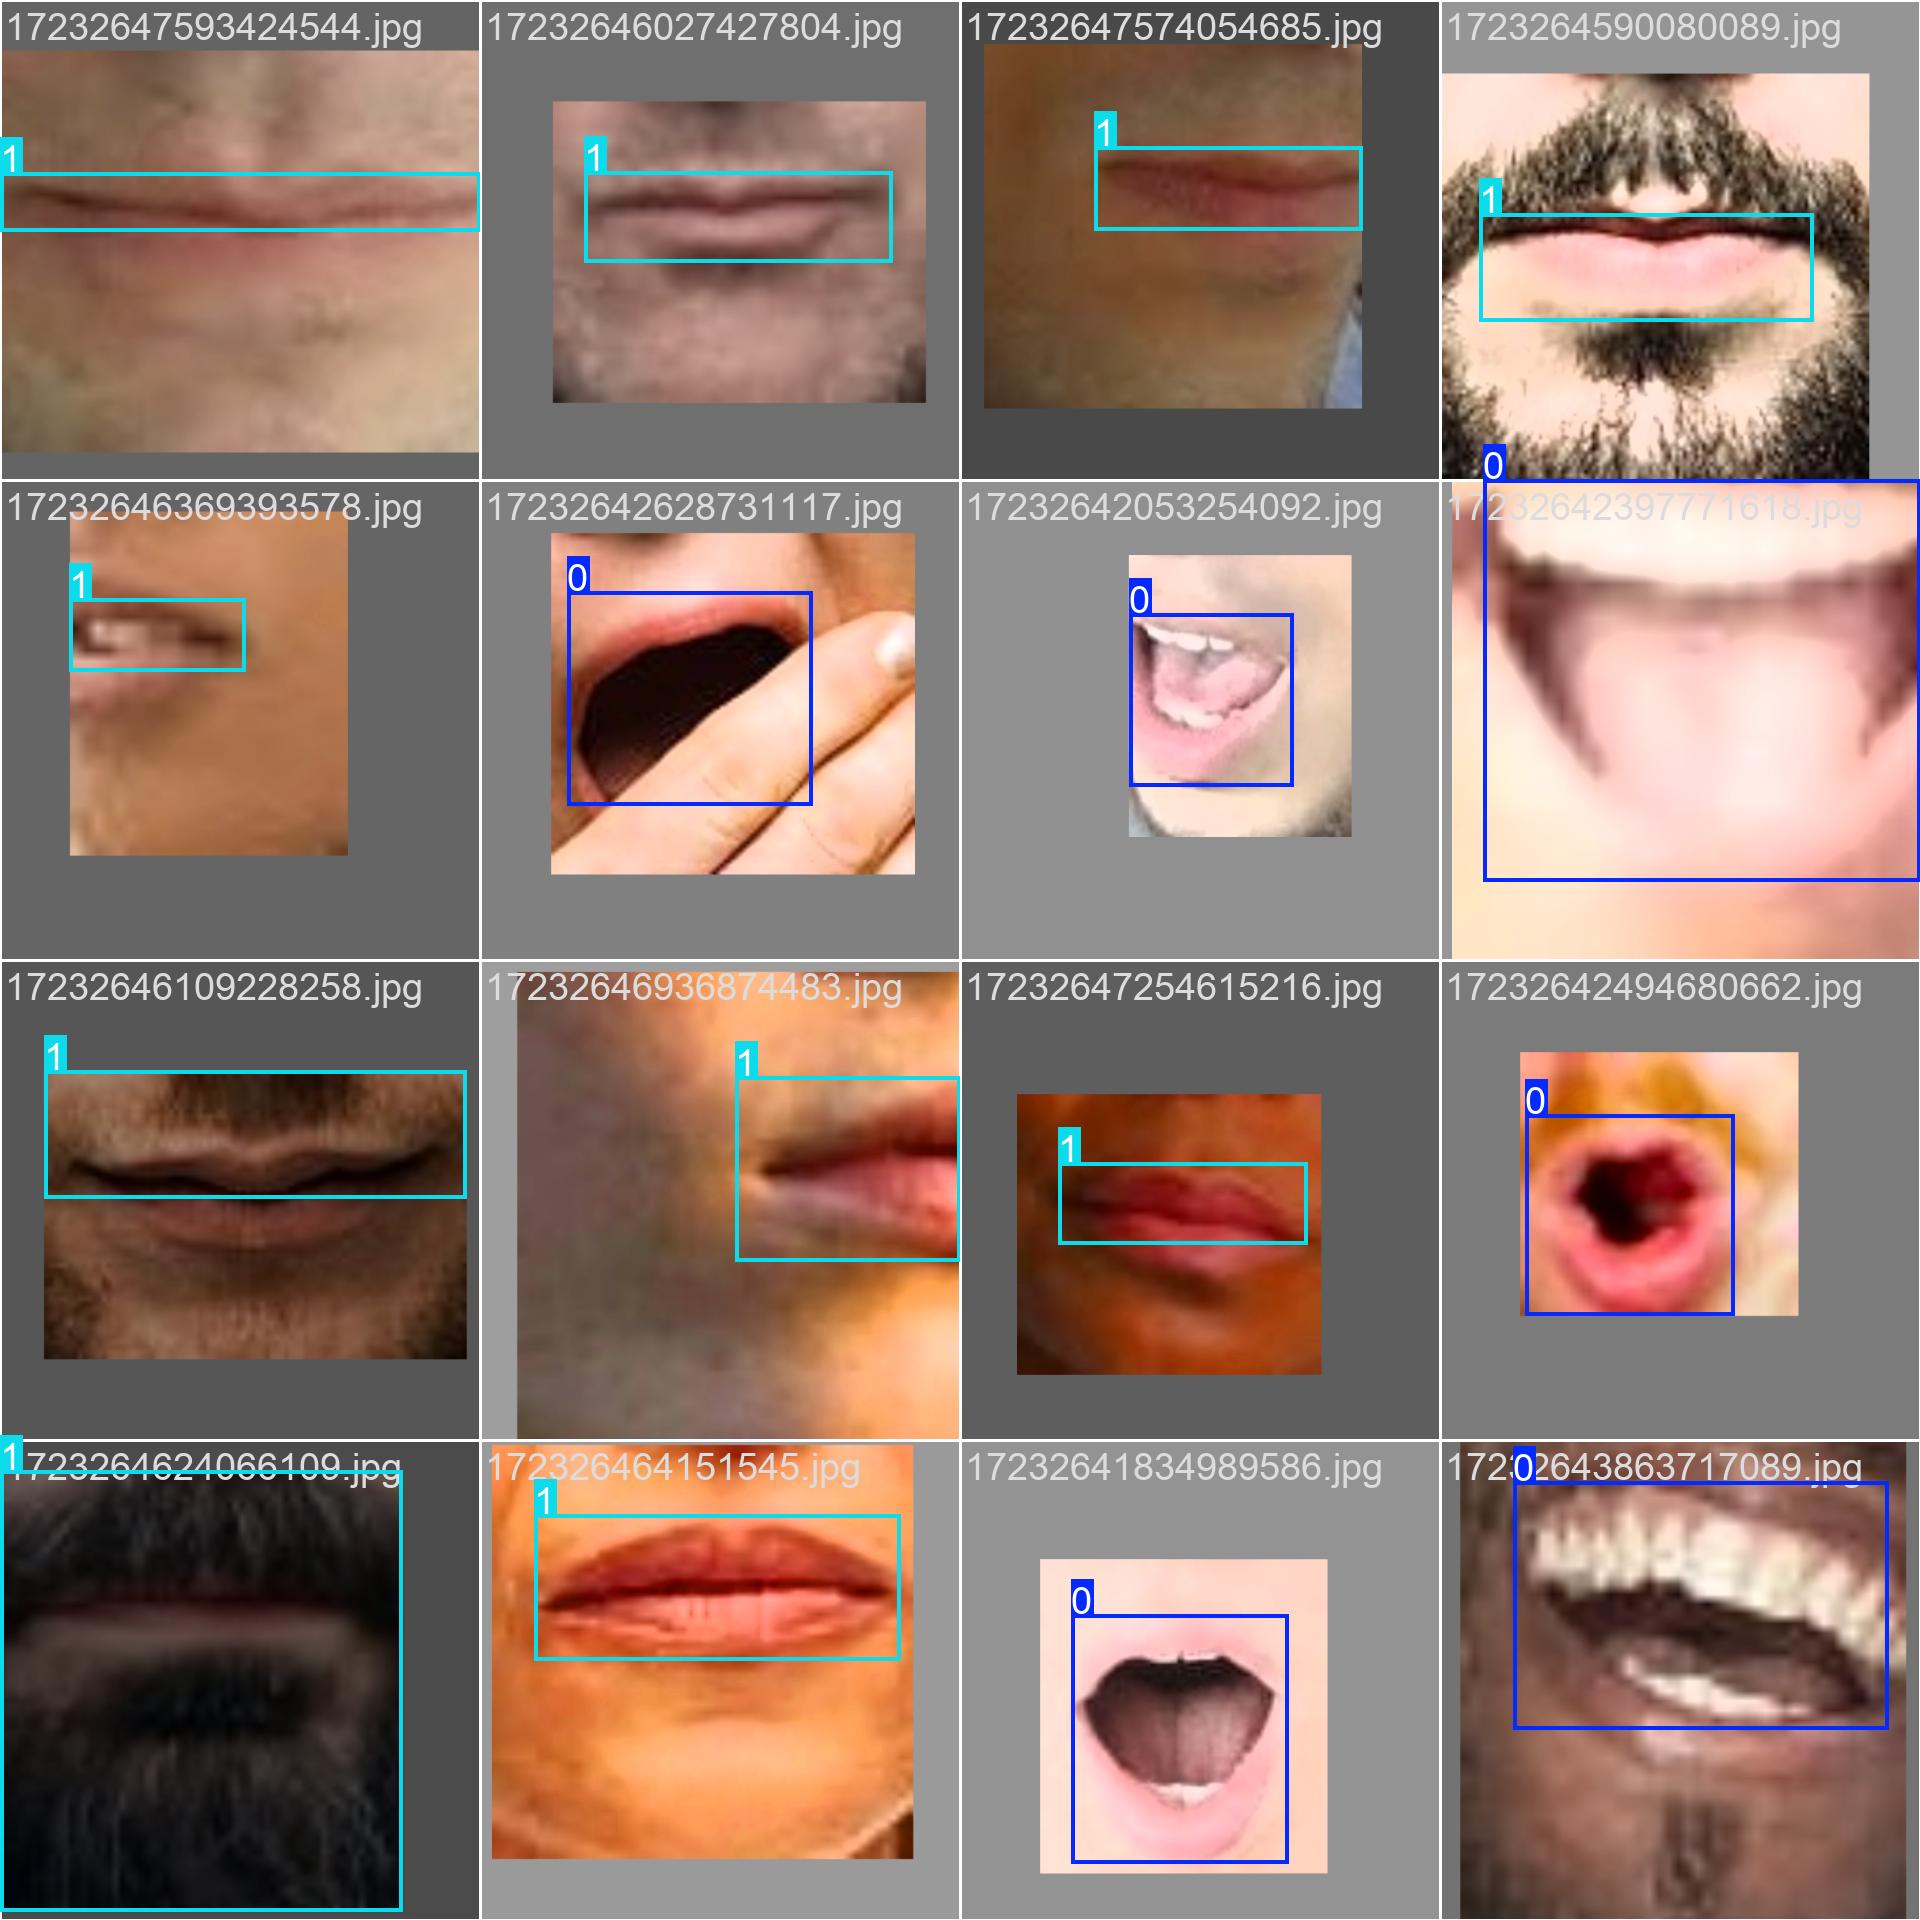 17232647593424544.jpg
17232646027427804.jpg
17232647574054685.jpg
1723264590080089.jpg
1
1
1
1
17232646369393578.jpg
17232642628731117.jpg
17232642053254092.jpg
0
17232642397771618.jpg
1
0
0
17232646109228258.jpg
17232646936874483.jpg
17232647254615216.jpg
17232642494680662.jpg
1
1
1
0
1
1723264624066109.jpg
172326464151545.jpg
17232641834989586.jpg
17232643863717089.jpg
0
1
0